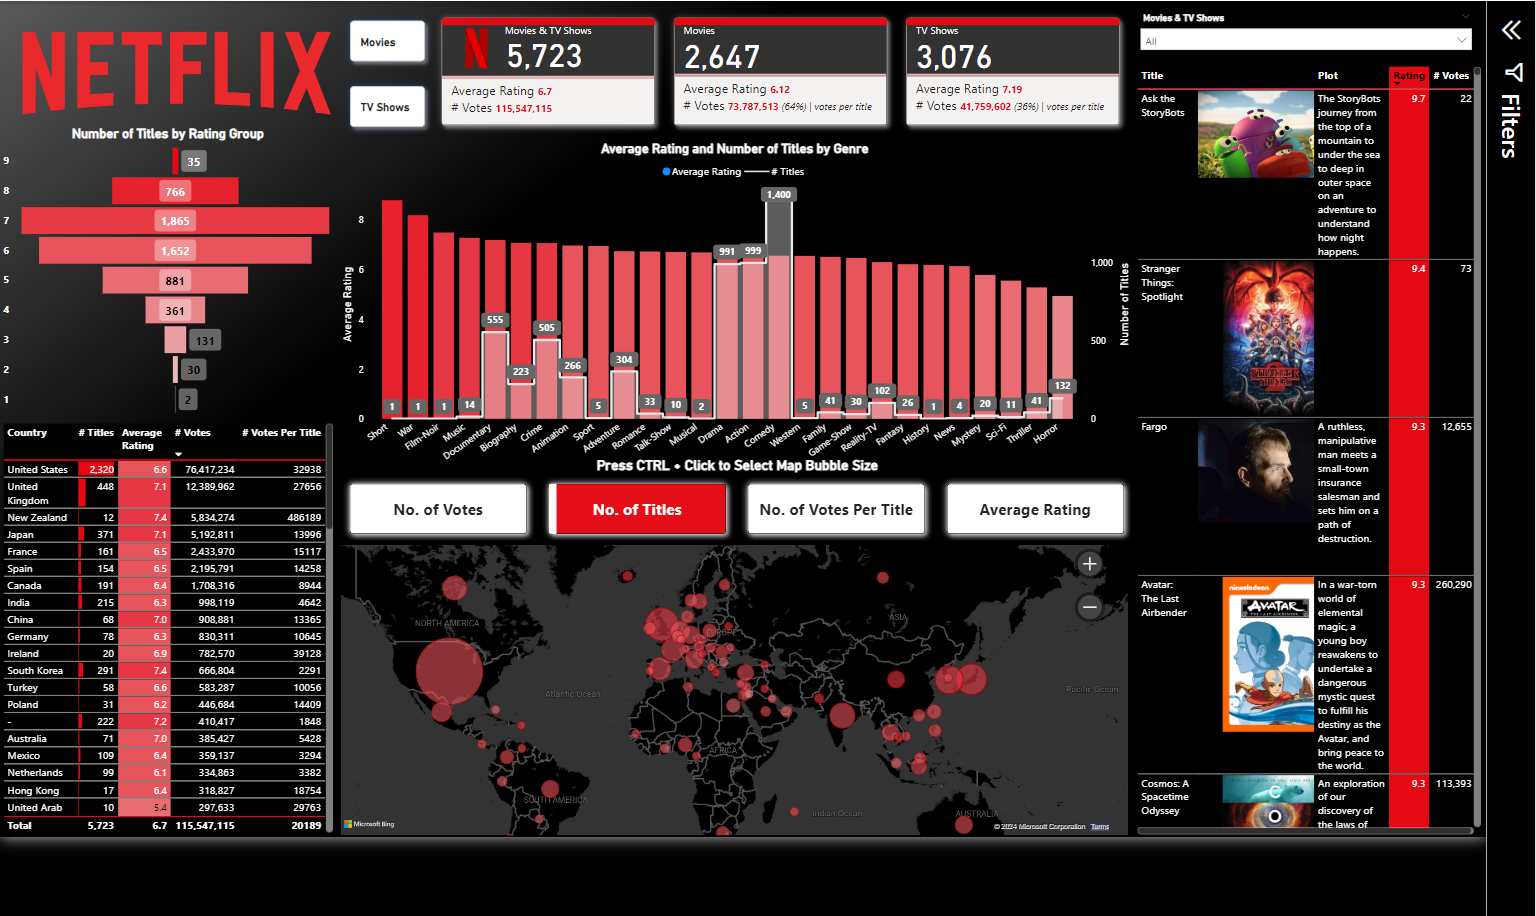 NETFLIX
Movies
TV Shows
Movies & TV Shows
5,723
Average Rating 6.7
# Votes 115,547,115
Movies
2,647
Average Rating 6.12
# Votes 73,787,513 (64%) | votes per title
TV Shows
3,076
Average Rating 7.19
# Votes 41,759,602 (36%) | votes per title
Number of Titles by Rating Group
9 35
8 766
7 1,865
6 1,652
5 881
4 361
3 131
2 30
1 2
Average Rating and Number of Titles by Genre
Average Rating # Titles
Average Rating
8
6
4
2
0
1 1 1 14 555 223 505 266 5 304 33 10 2 991 999 1,400 5 41 30 102 26 1 4 20 11 41 132
1,000
500
0
Number of Titles
Short War Film-Noir Music Documentary Biography Crime Animation Sport Adventure Romance Talk-Show Musical Drama Action Comedy Western Family Game-Show Reality-TV Fantasy History News Mystery Sci-Fi Thriller Horror
Country # Titles Average Rating # Votes # Votes Per Title
United States 2,320 6.6 76,417,234 32938
United Kingdom 448 7.1 12,389,962 27656
New Zealand 12 7.4 5,834,274 486189
Japan 371 7.1 5,192,811 13996
France 161 6.5 2,433,970 15117
Spain 154 6.5 2,195,791 14258
Canada 191 6.4 1,708,316 8944
India 215 6.3 998,119 4642
China 68 7.0 908,881 13365
Germany 78 6.3 830,311 10645
Ireland 20 6.9 782,570 39128
South Korea 291 7.4 666,804 2291
Turkey 58 6.6 583,287 10056
Poland 31 6.2 446,684 14409
- 222 7.2 410,417 1848
Australia 71 7.0 385,427 5428
Mexico 109 6.4 359,137 3294
Netherlands 99 6.1 334,863 3382
Hong Kong 17 6.4 318,827 18754
United Arab 10 5.4 297,633 29763
Total 5,723 6.7 115,547,115 20189
Press CTRL • Click to Select Map Bubble Size
No. of Votes
No. of Titles
No. of Votes Per Title
Average Rating
NORTH AMERICA
EUROPE
ASIA
Atlantic Ocean
Pacific Ocean
AFRICA
SOUTH AMERICA
Indian Ocean
AUSTRALIA
Microsoft Bing
© 2024 Microsoft Corporation Terms
Movies & TV Shows
All
Title Plot Rating # Votes
Ask the
StoryBots
The StoryBots
journey from
the top of a
mountain to
under the sea
to deep in
outer space
on an
adventure to
understand
how night
happens.
9.7 22
Stranger
Things:
Spotlight
STRANGER
THINGS
9.4 73
Fargo
A ruthless,
manipulative
man meets a
small-town
insurance
salesman and
sets him on a
path of
destruction.
9.3 12,655
Avatar:
The Last
Airbender
nickelodeon
AVATAR
In a war-torn
world of
elemental
magic, a
young boy
reawakens to
undertake a
dangerous
mystic quest
to fulfill his
destiny as the
Avatar, and
bring peace to
the world.
9.3 260,290
Cosmos: A
Spacetime
Odyssey
C
O
An exploration
of our
discovery of
the laws of
9.3 113,393
Filters